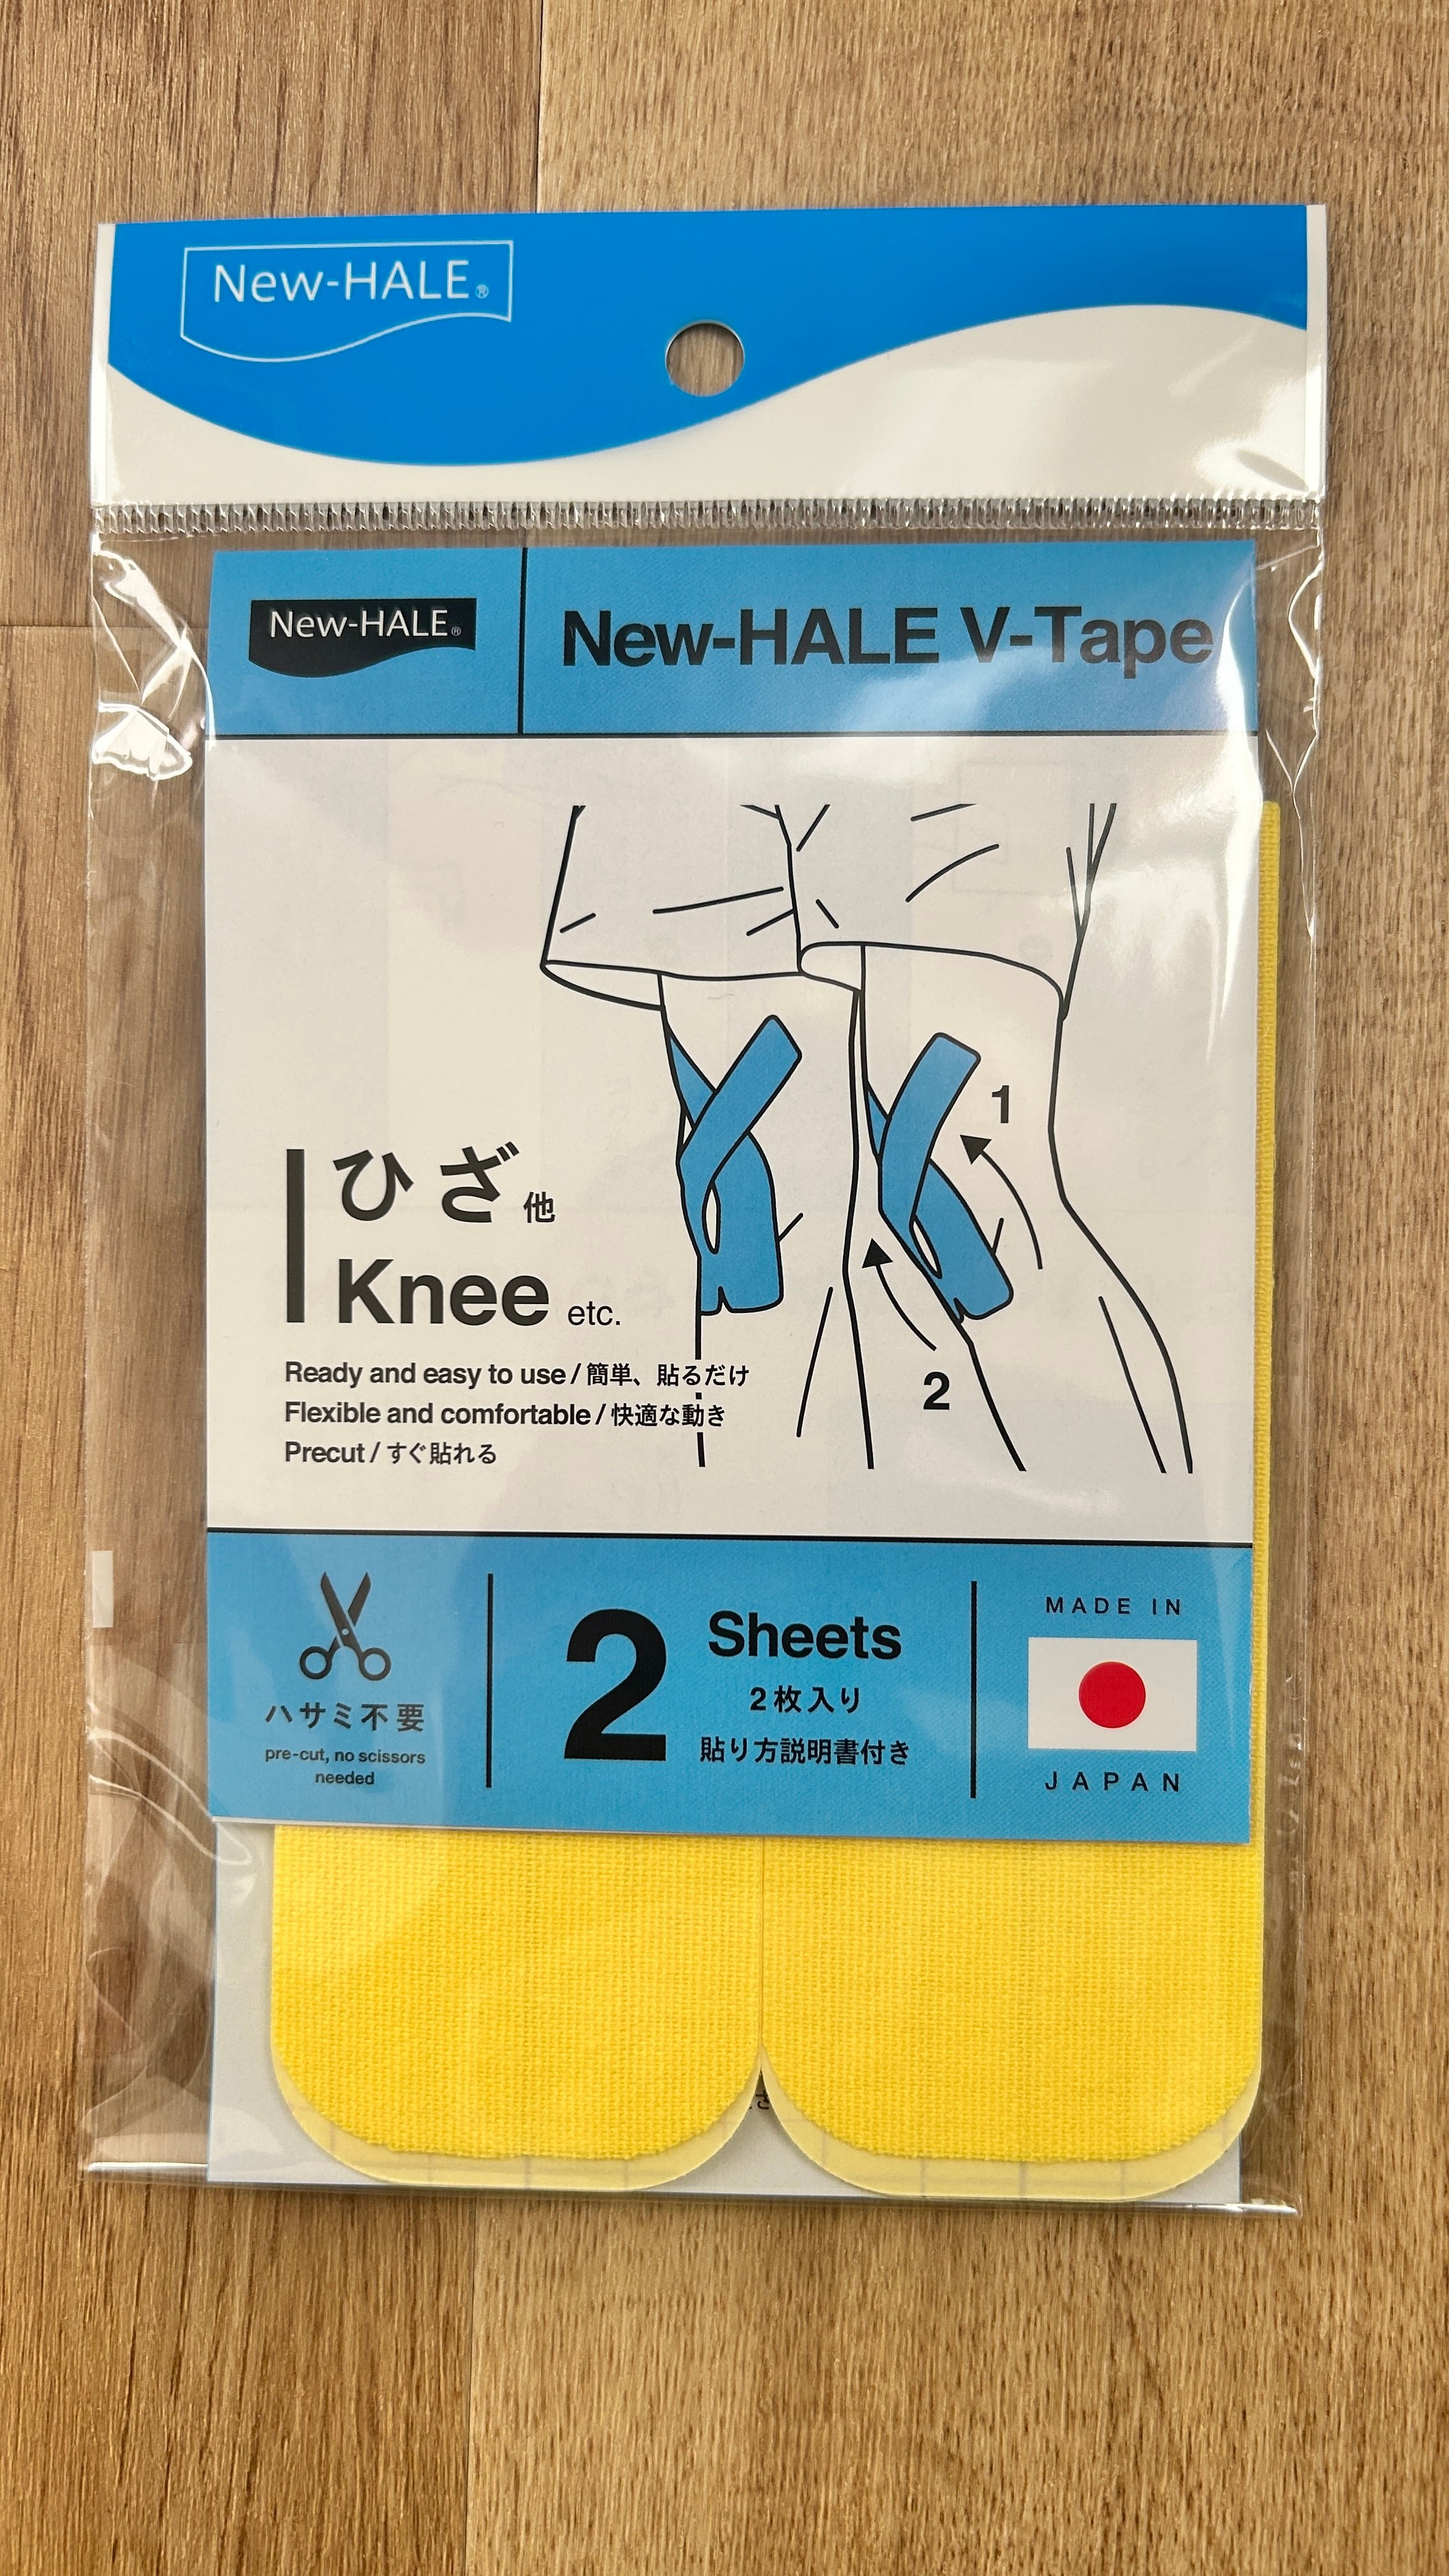 New-HALE®
New-HALE®
New-HALE V-Tape
1
2
ひざ他
Knee etc.
Ready and easy to use / 簡単、貼るだけ
Flexible and comfortable / 快適な動き
Precut / すぐ貼れる
ハサミ不要
pre-cut, no scissors
needed
2
Sheets
2枚入り
貼り方説明書付き
MADE IN
JAPAN